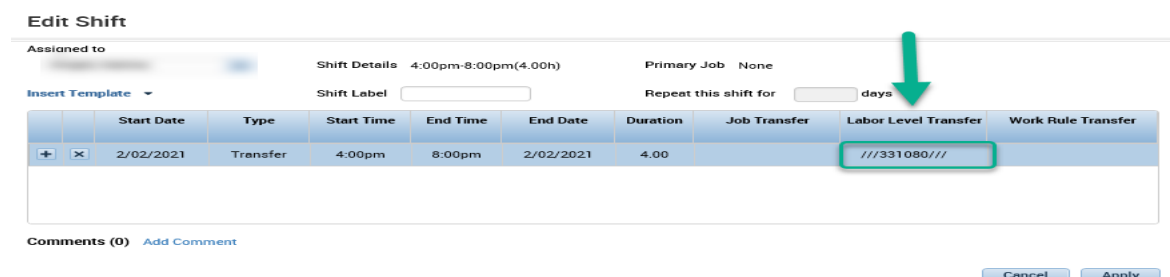 Edit Shift
Assigned to
Shift Details 4:00pm-8:00pm(4.00h) Primary Job None
Insert Template Shift Label Repeat this shift for days
Start Date Type Start Time End Time End Date Duration Job Transfer Labor Level Transfer Work Rule Transfer
+ x 2/02/2021 Transfer 4:00pm 8:00pm 2/02/2021 4.00 ///331080///
Comments (0) Add Comment
Cancel Apply